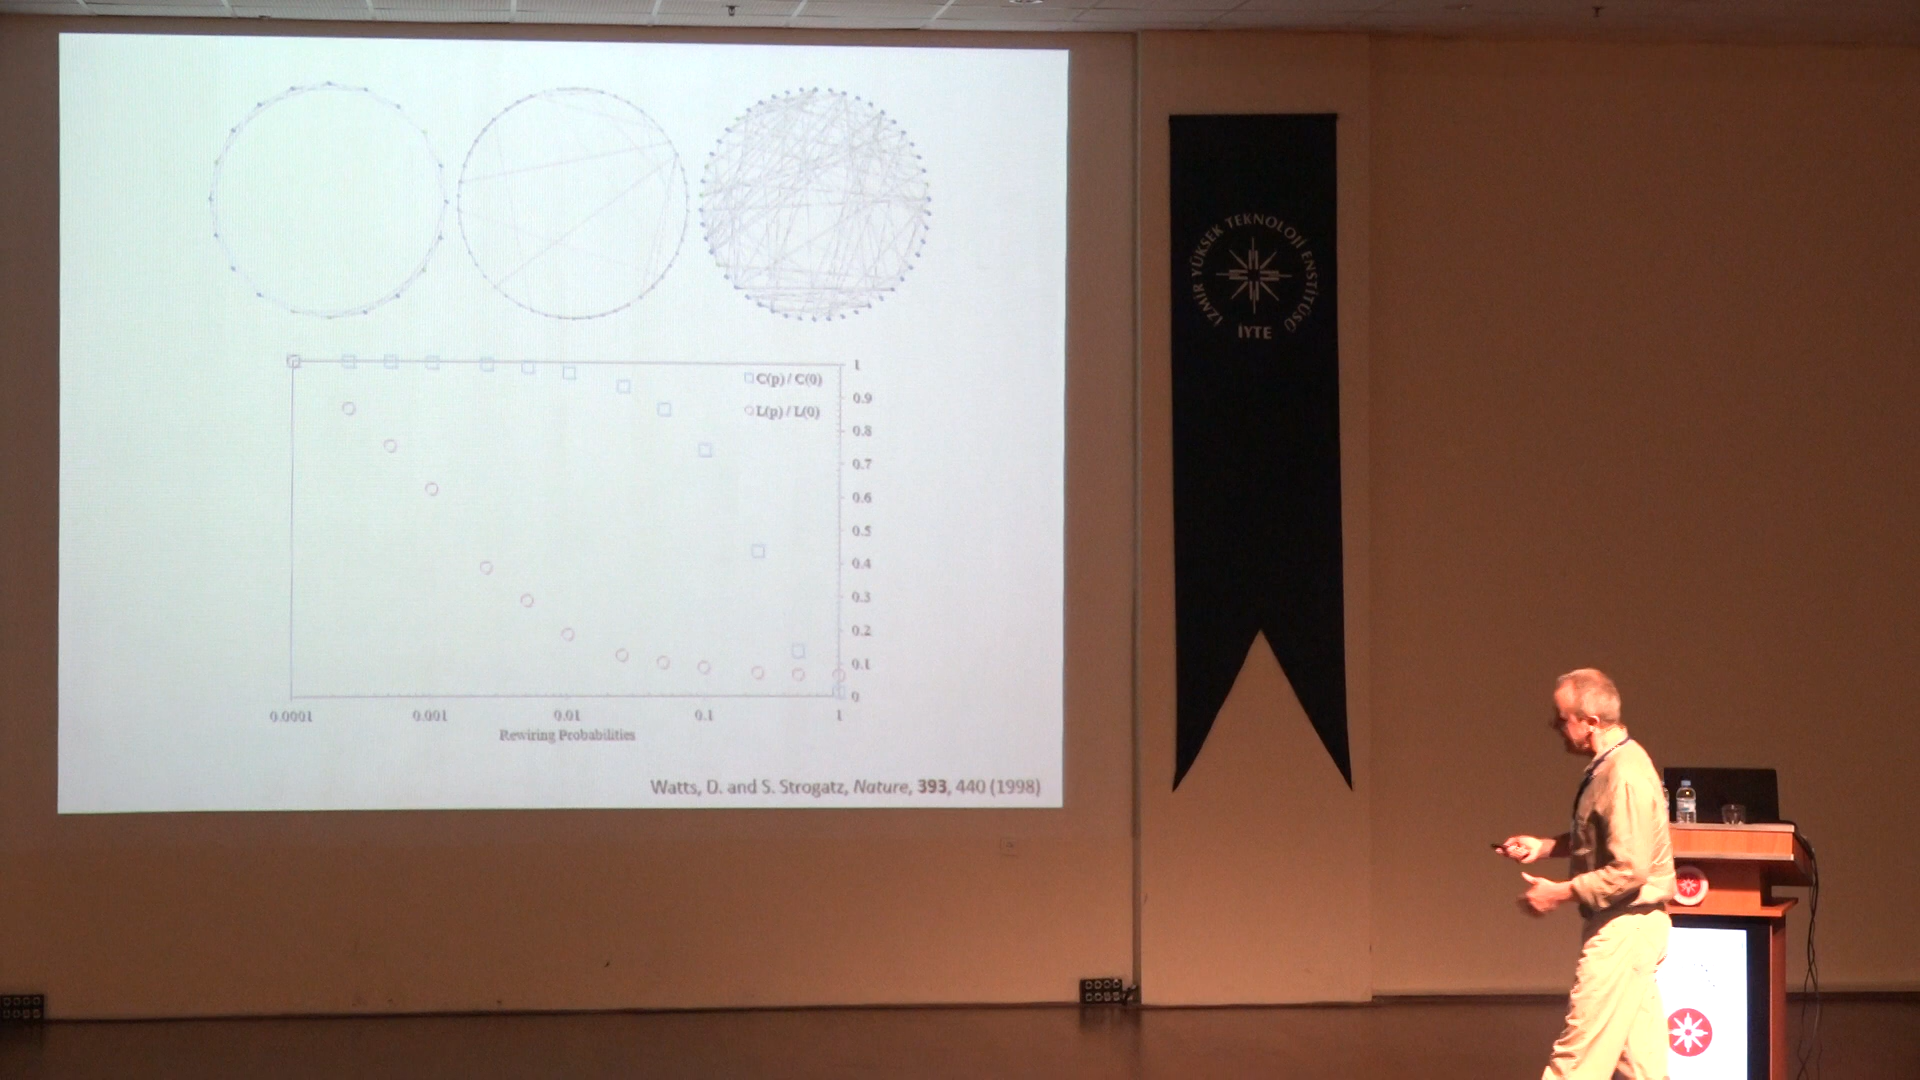 C(p) / C(0)
L(p) / L(0)
1
0.9
0.8
0.7
0.6
0.5
0.4
0.3
0.2
0.1
0
0.0001 0.001 0.01 0.1 1
Rewiring Probabilities
Watts, D. and S. Strogatz, Nature, 393, 440 (1998)
İZMİR YÜKSEK TEKNOLOJİ ENSTİTÜSÜ
İYTE